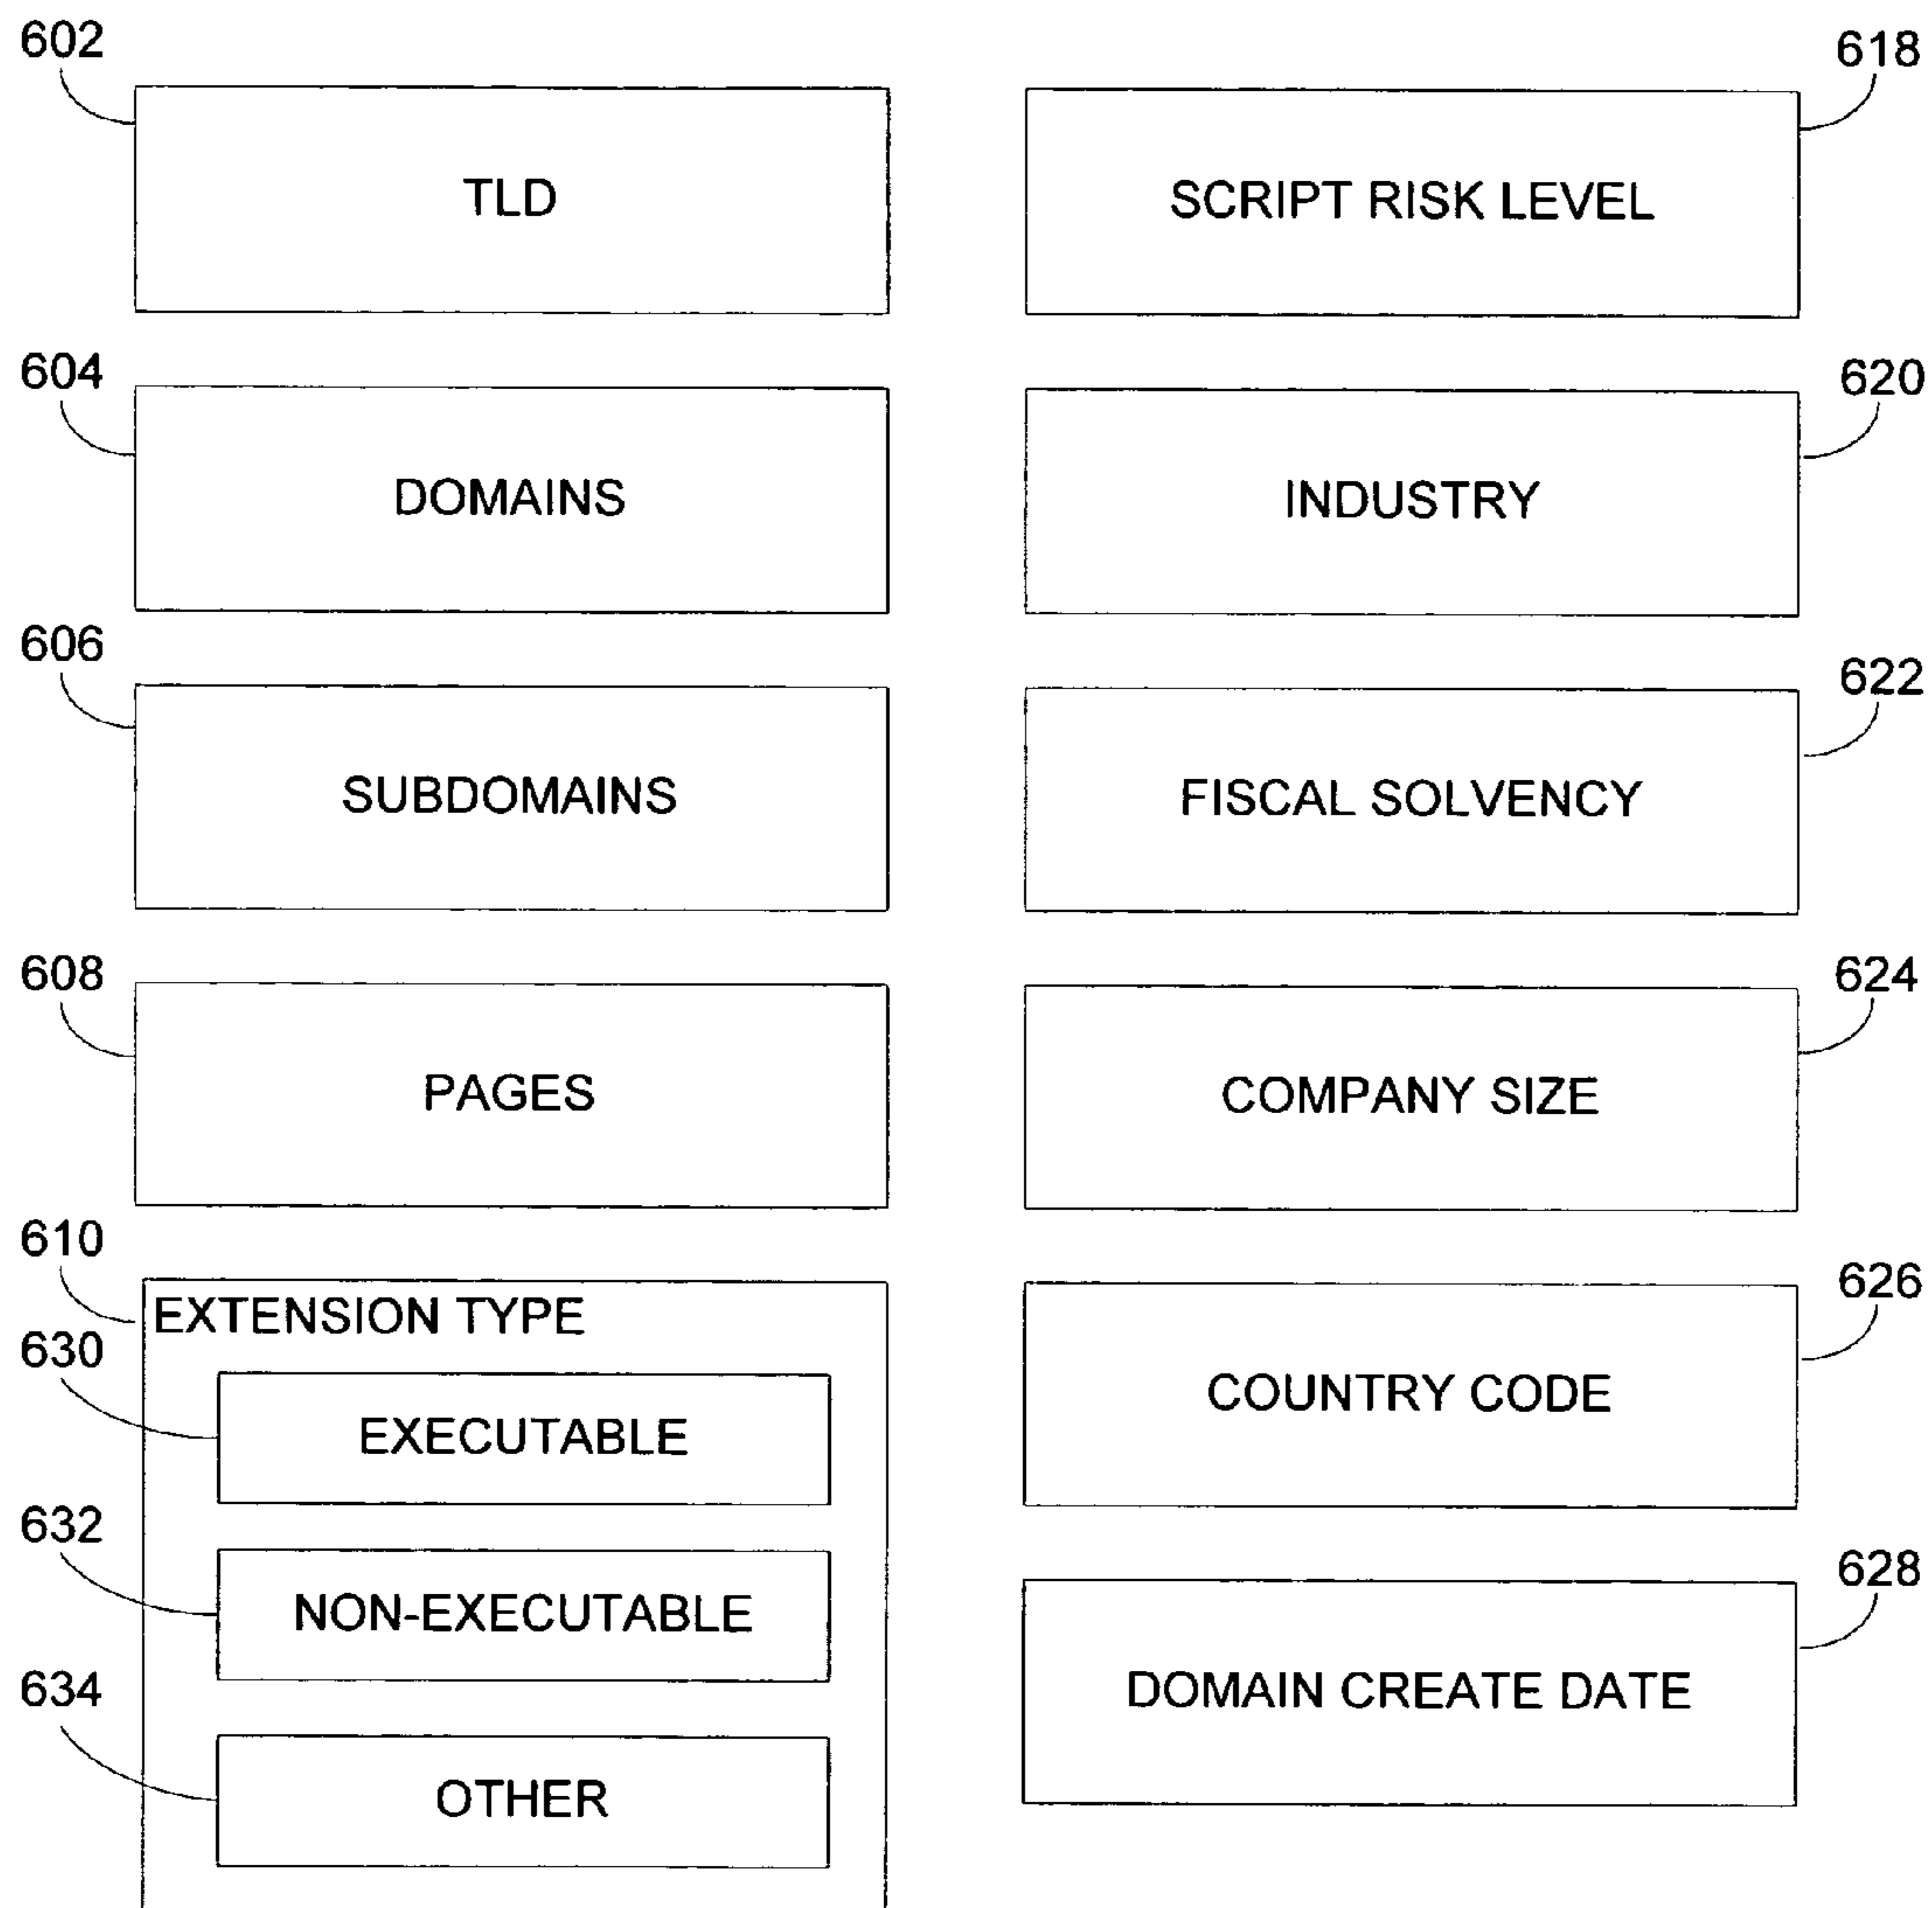 602
TLD
604
DOMAINS
606
SUBDOMAINS
608
PAGES
610
EXTENSION TYPE
630
EXECUTABLE
632
NON-EXECUTABLE
634
OTHER
618
SCRIPT RISK LEVEL
620
INDUSTRY
622
FISCAL SOLVENCY
624
COMPANY SIZE
626
COUNTRY CODE
628
DOMAIN CREATE DATE